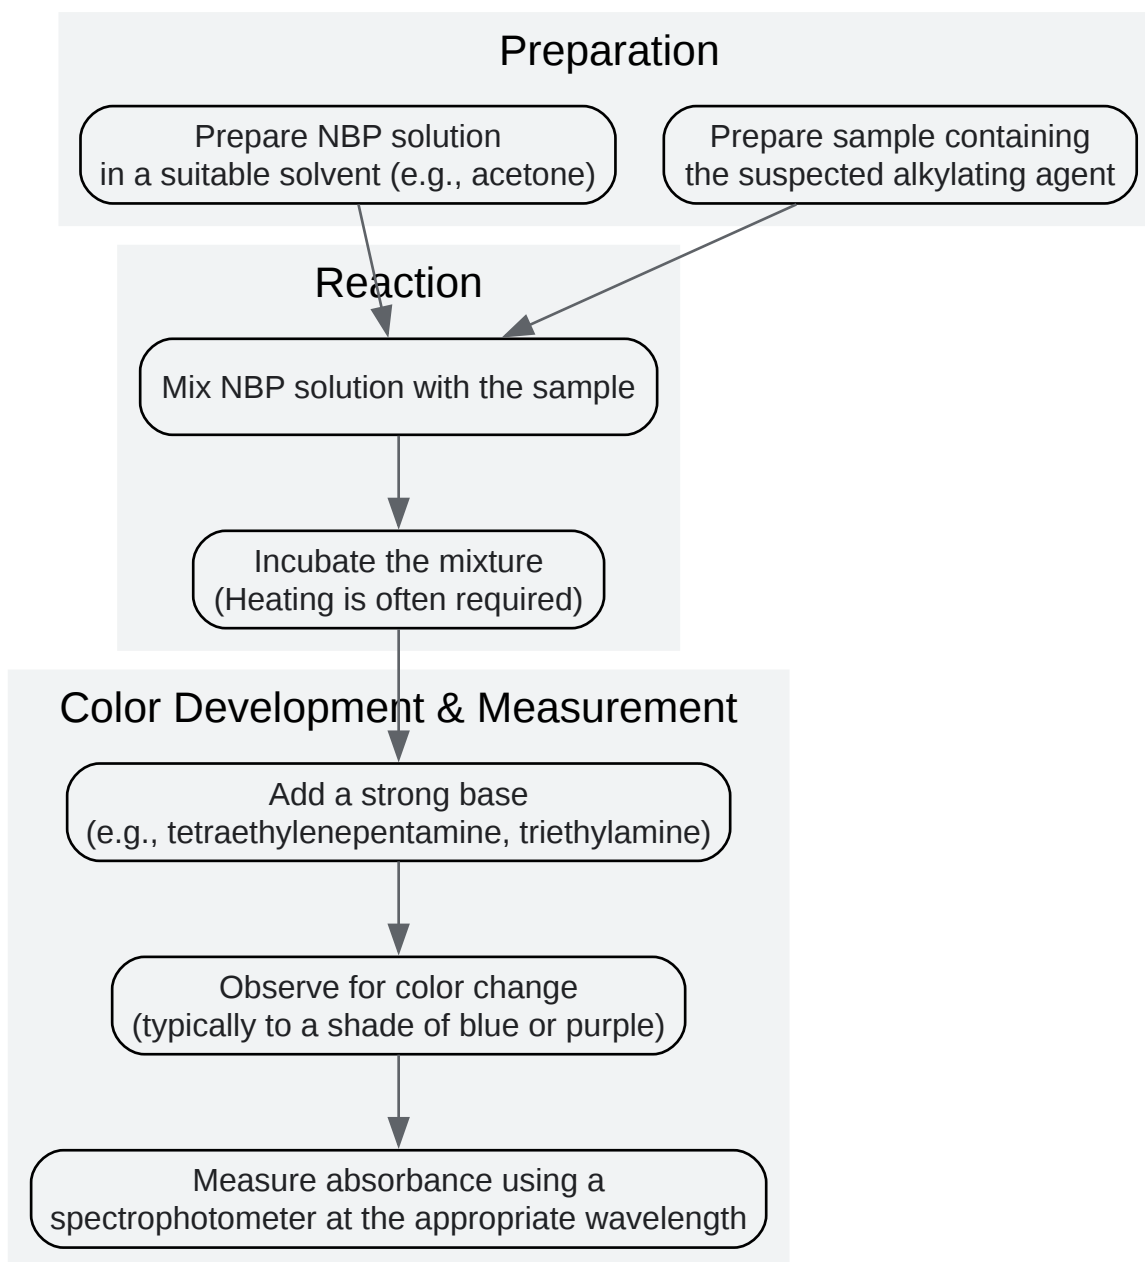 Preparation
Prepare NBP solution
in a suitable solvent (e.g., acetone)
Prepare sample containing
the suspected alkylating agent
Reaction
Mix NBP solution with the sample
Incubate the mixture
(Heating is often required)
Color Development & Measurement
Add a strong base
(e.g., tetraethylenepentamine, triethylamine)
Observe for color change
(typically to a shade of blue or purple)
Measure absorbance using a
spectrophotometer at the appropriate wavelength